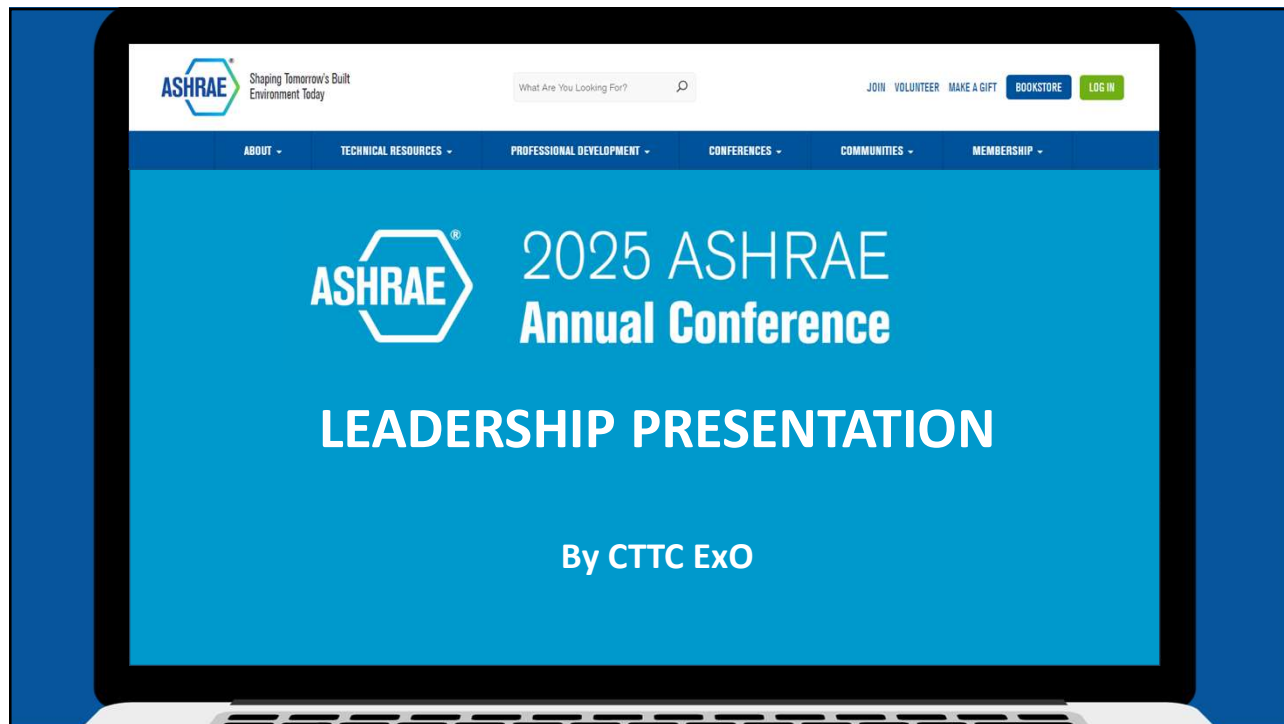 ASHRAE®
Shaping Tomorrow's Built
Environment Today
What Are You Looking For?
JOIN VOLUNTEER MAKE A GIFT BOOKSTORE LOG IN
ABOUT TECHNICAL RESOURCES PROFESSIONAL DEVELOPMENT CONFERENCES COMMUNITIES MEMBERSHIP
ASHRAE®
2025 ASHRAE
Annual Conference
LEADERSHIP PRESENTATION
By CTTC ExO